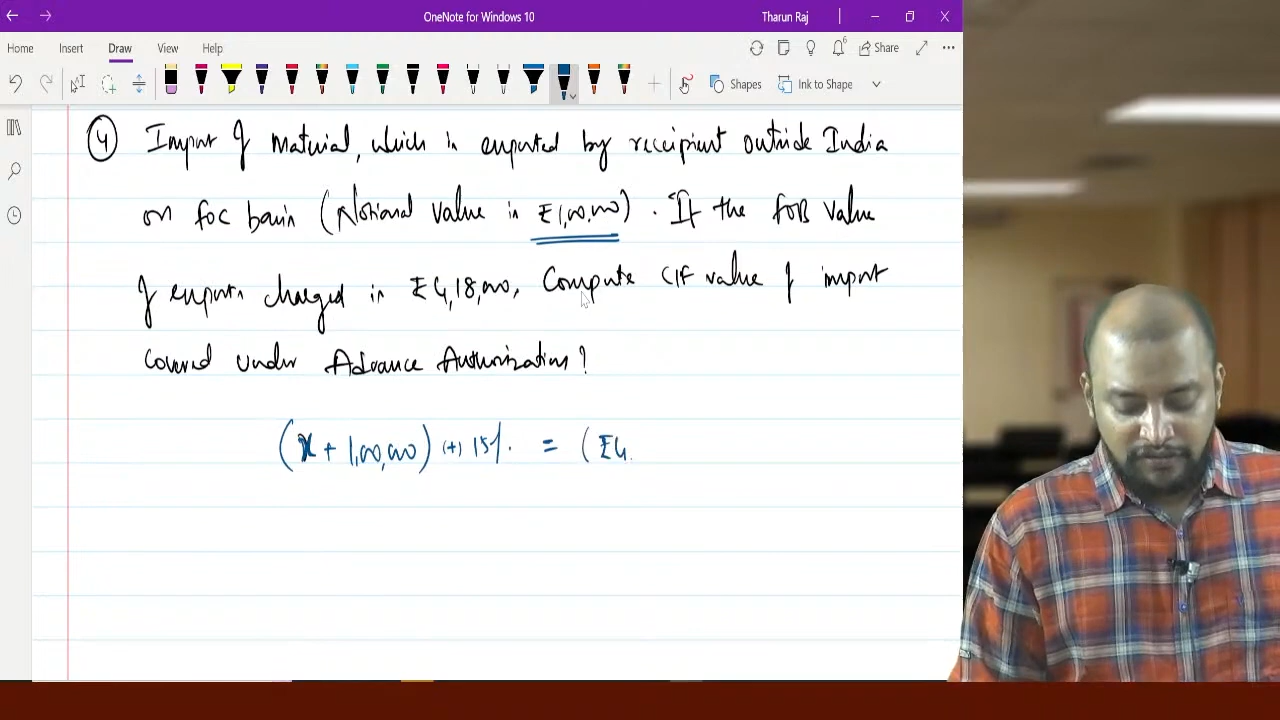 OneNote for Windows 10
Tharun Raj
Home Insert Draw View Help
6 Share
Shapes
Ink to Shape
4 Import of Material, which is exported by recipient outside India
on FOC basis (Notional Value is ₹1,00,000). If the FOB Value
of exports charged is ₹4,18,000, Compute CIF value of import
Covered under Advance Authorization?
(x + 1,00,000) (+) 15% = (₹4,